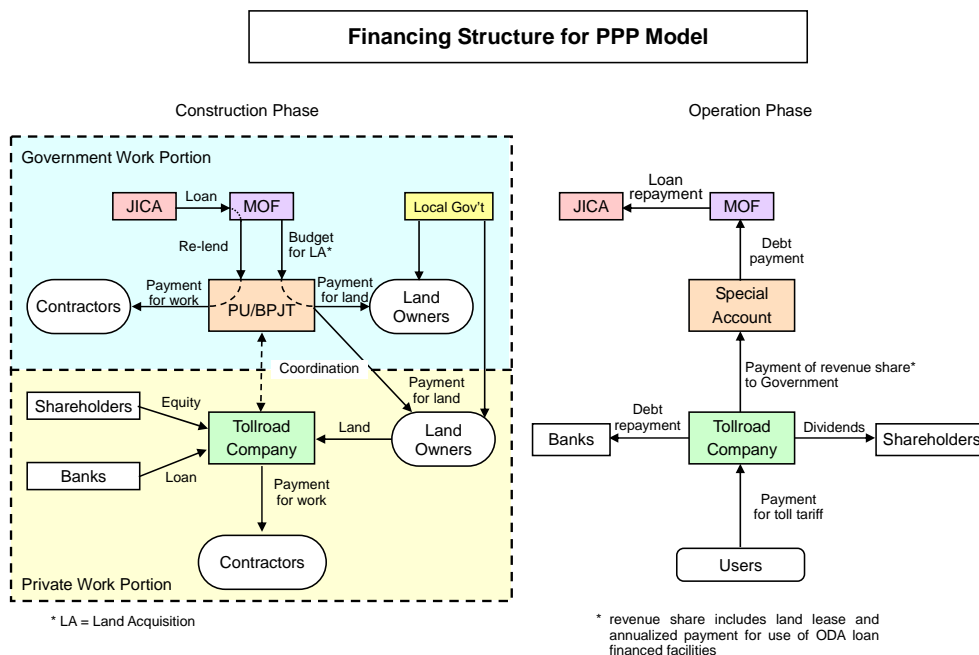 Financing Structure for PPP Model
Construction Phase
Operation Phase
Government Work Portion
JICA
Loan
MOF
Local Gov't
Re-lend
Budget
for LA*
Contractors
Payment
for work
PU/BPJT
Payment
for land
Land
Owners
Coordination
Payment
for land
Shareholders
Equity
Tollroad
Company
Land
Land
Owners
Banks
Loan
Payment
for work
Contractors
Private Work Portion
* LA = Land Acquisition
JICA
Loan
repayment
MOF
Debt
payment
Special
Account
Payment of revenue share*
to Government
Banks
Debt
repayment
Tollroad
Company
Dividends
Shareholders
Payment
for toll tariff
Users
* revenue share includes land lease and
annualized payment for use of ODA loan
financed facilities